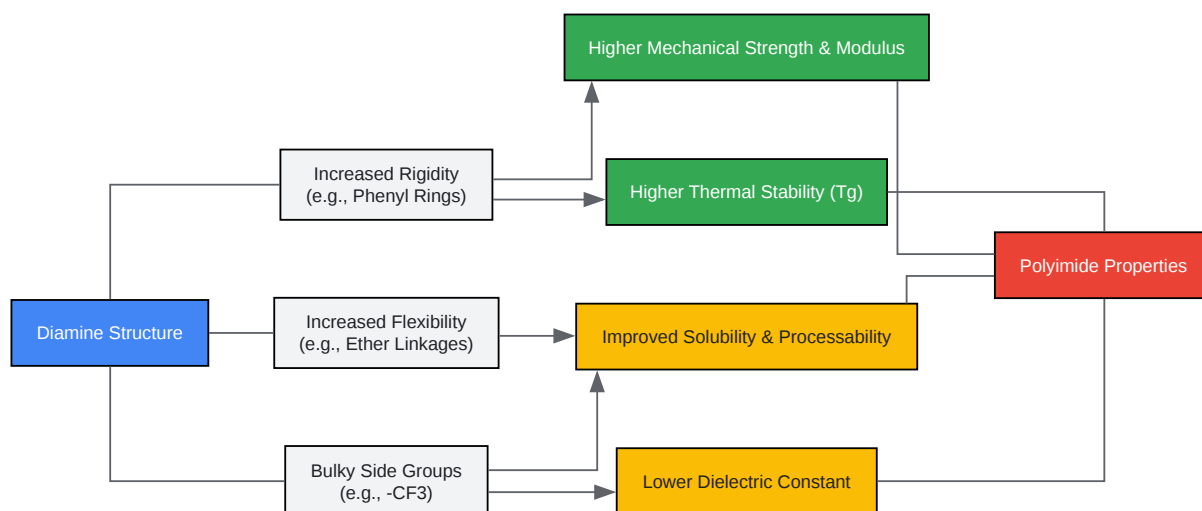 Higher Mechanical Strength & Modulus
Increased Rigidity
(e.g., Phenyl Rings)
Higher Thermal Stability (Tg)
Polyimide Properties
Diamine Structure
Increased Flexibility
(e.g., Ether Linkages)
Improved Solubility & Processability
Bulky Side Groups
(e.g., -CF3)
Lower Dielectric Constant